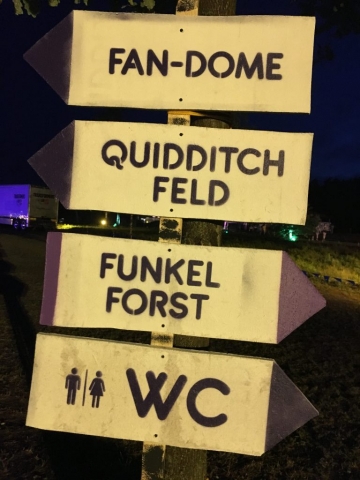 FAN-DOME
QUIDDITCH
FELD
FUNKEL
FORST
WC